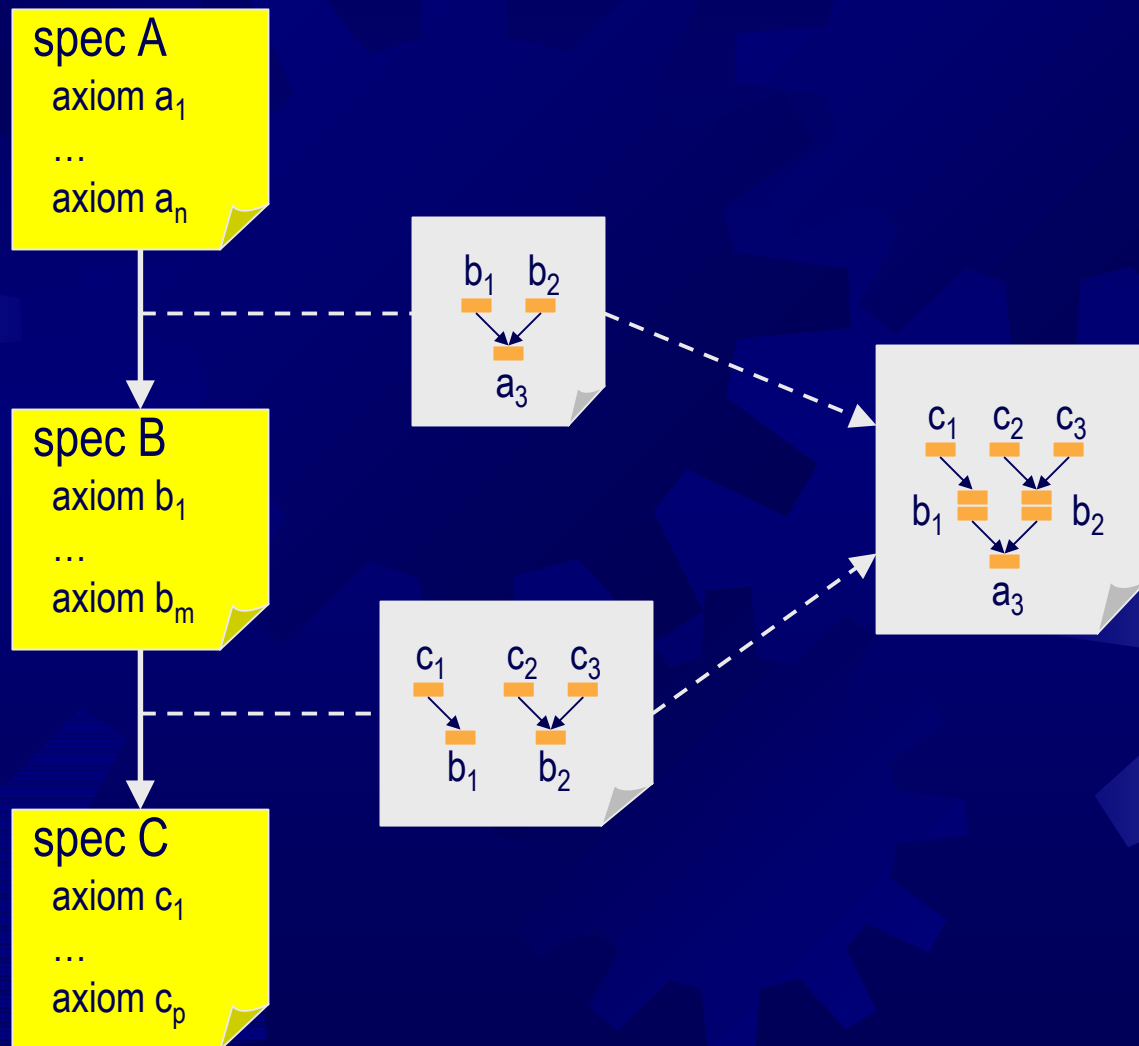 spec A
axiom a₁
…
axiom aₙ
b₁ b₂
a₃
spec B
axiom b₁
…
axiom bₘ
c₁ c₂ c₃
b₁ b₂
a₃
c₁ c₂ c₃
b₁ b₂
spec C
axiom c₁
…
axiom cₚ